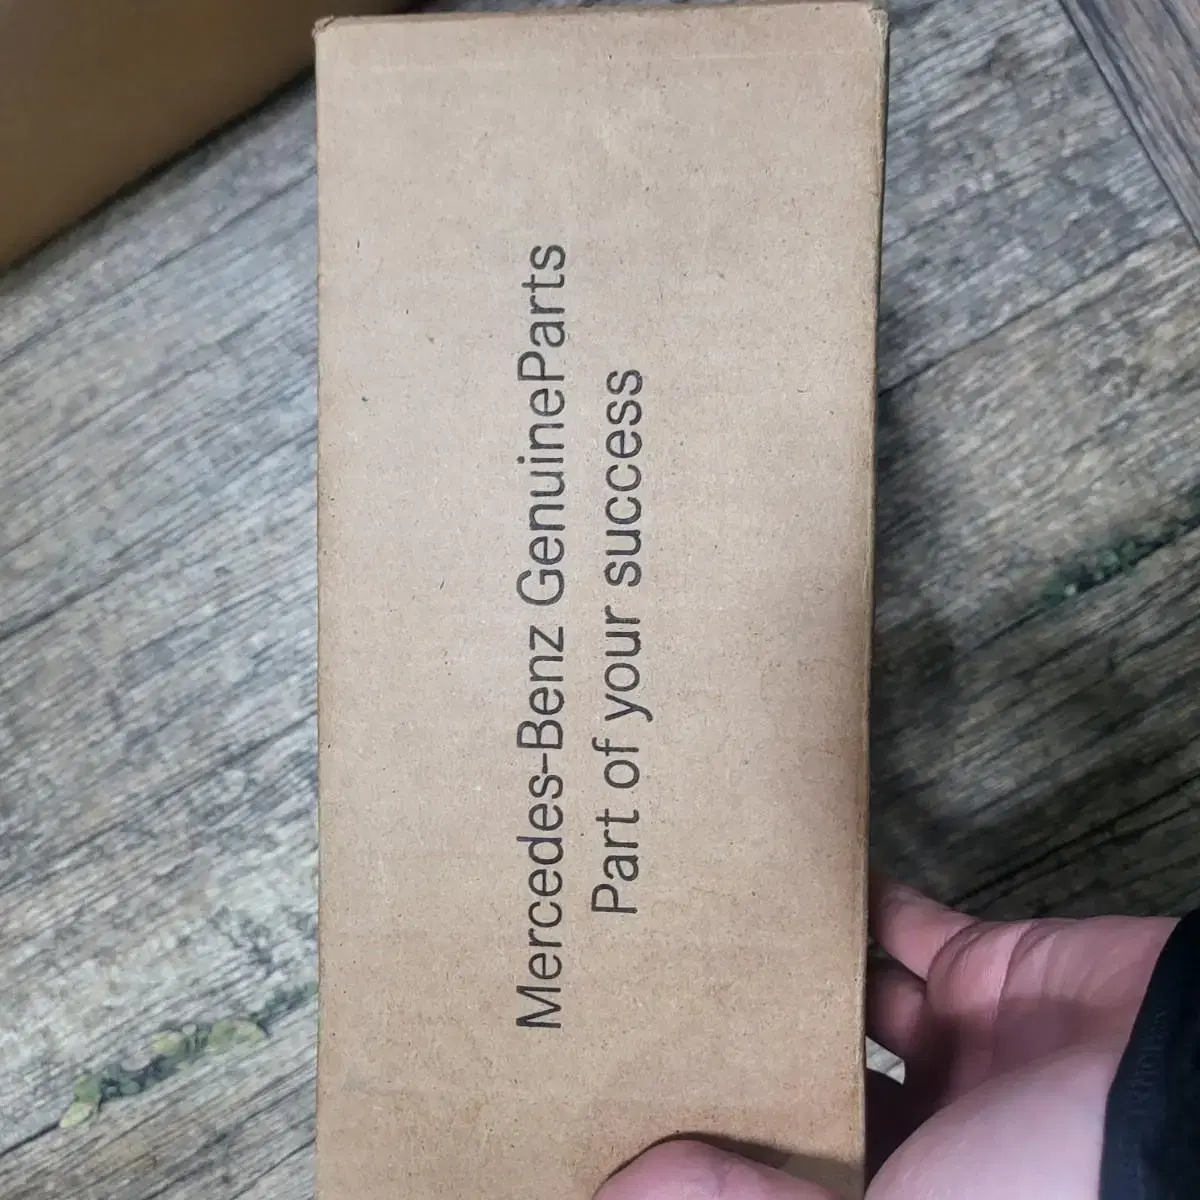 Mercedes-Benz GenuineParts
Part of your success